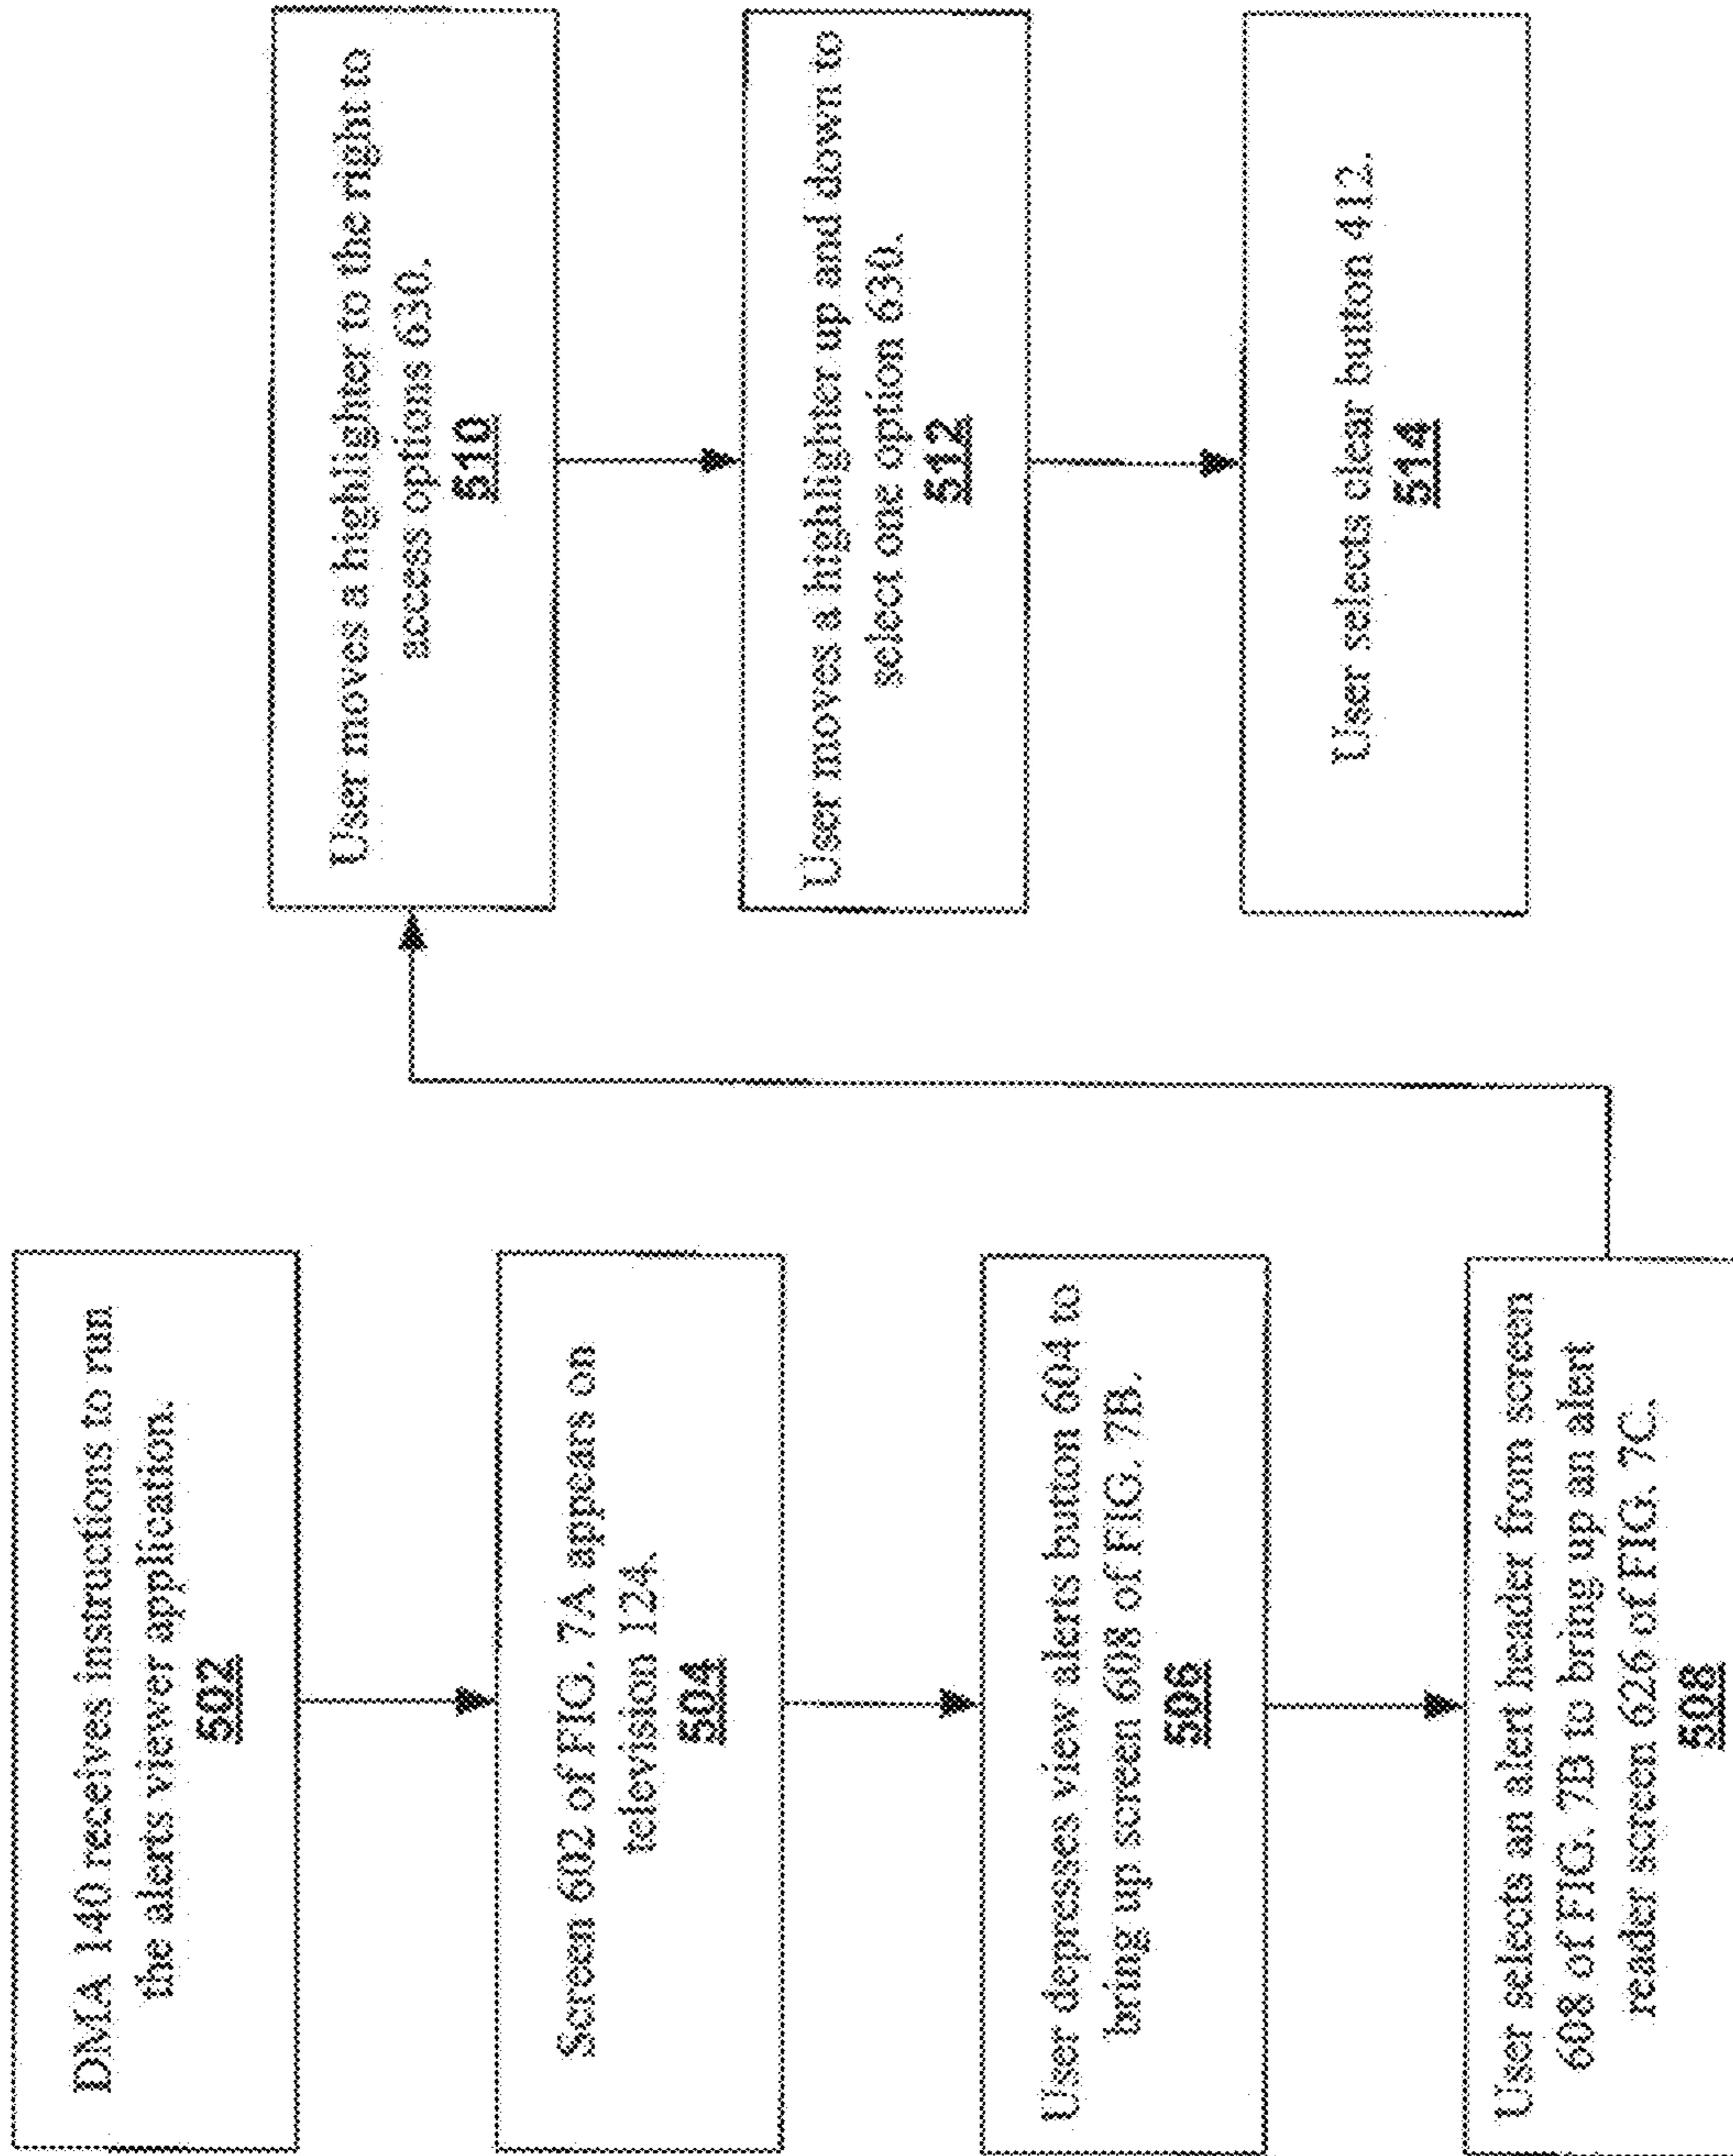 DMA 140 receives instructions to run
the alerts viewer application.
502
Screen 602 of FIG. 7A appears on
television 124.
504
User depresses view alerts button 604 to
bring up screen 608 of FIG. 7B.
506
User selects an alert header from screen
608 of FIG. 7B to bring up an alert
reader screen 626 of FIG. 7C.
508
User moves a highlighter to the right to
access options 630.
510
User moves a highlighter up and down to
select one option 630.
512
User selects clear button 412.
514